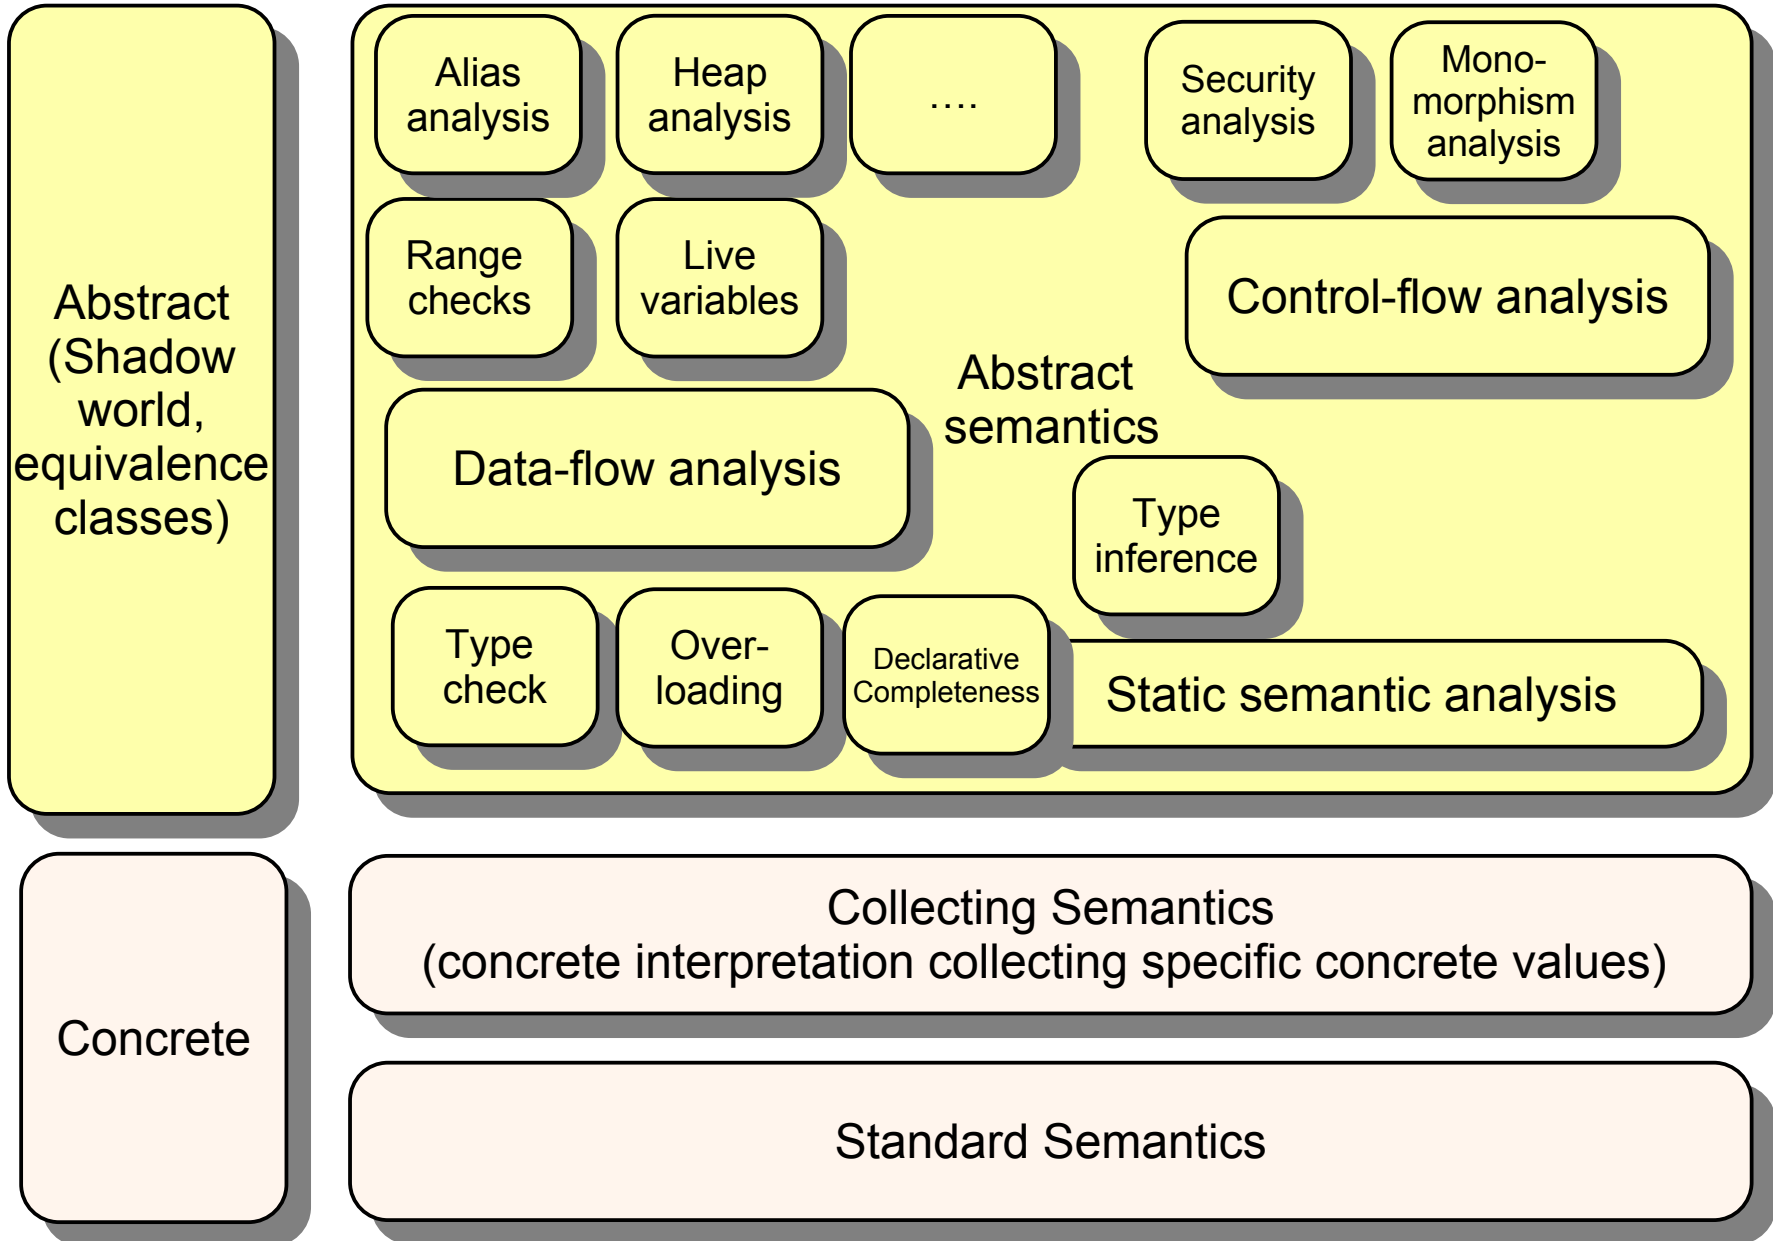 Abstract
(Shadow
world,
equivalence
classes)
Alias
analysis
Heap
analysis
....
Security
analysis
Mono-
morphism
analysis
Range
checks
Live
variables
Control-flow analysis
Abstract
semantics
Data-flow analysis
Type
inference
Type
check
Over-
loading
Declarative
Completeness
Static semantic analysis
Concrete
Collecting Semantics
(concrete interpretation collecting specific concrete values)
Standard Semantics